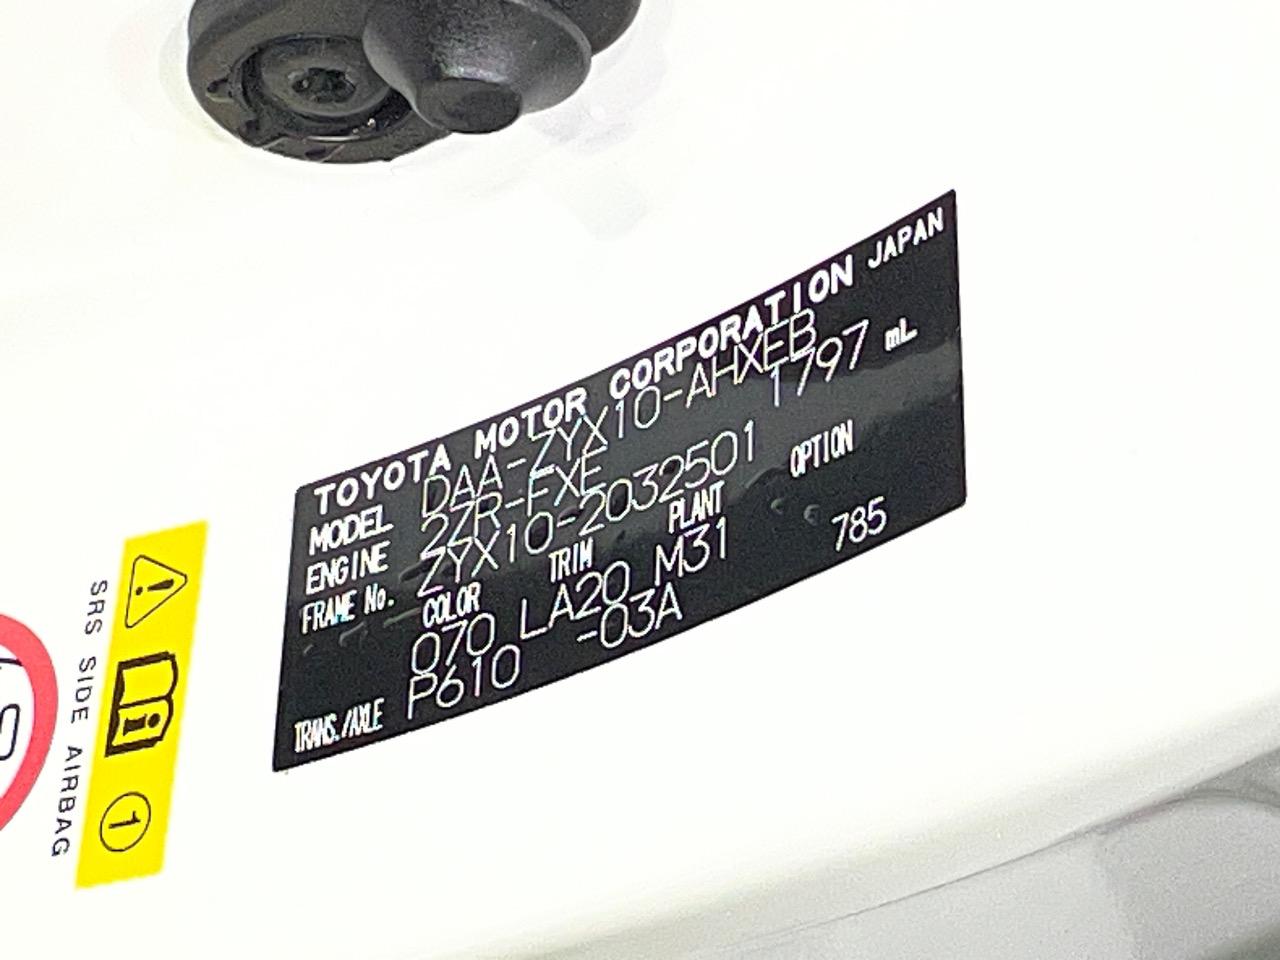 TOYOTA MOTOR CORPORATION JAPAN
MODEL DAA-ZYX10-AHXEB
ENGINE 2ZR-FXE 1797 mL
FRAME No. ZYX10-2032501
COLOR TRIM PLANT OPTION
070 LA20 M31 785
TRANS./AXLE P610 -03A
SRS SIDE AIRBAG
1